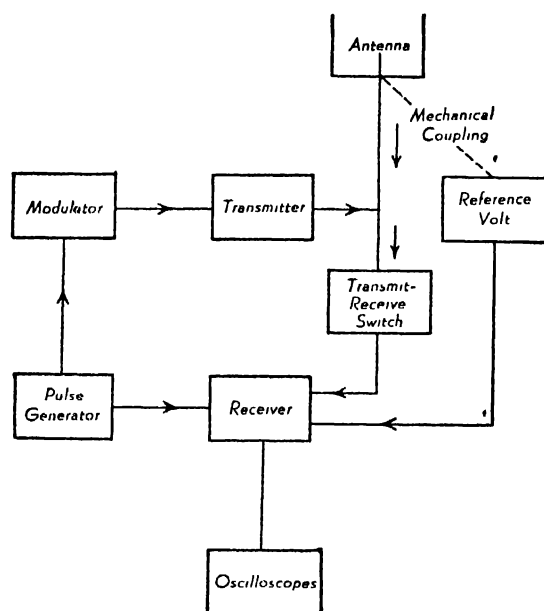 Antenna
Mechanical
Coupling
Modulator
Transmitter
Reference
Volt
Transmit-
Receive
Switch
Pulse
Generator
Receiver
Oscilloscopes